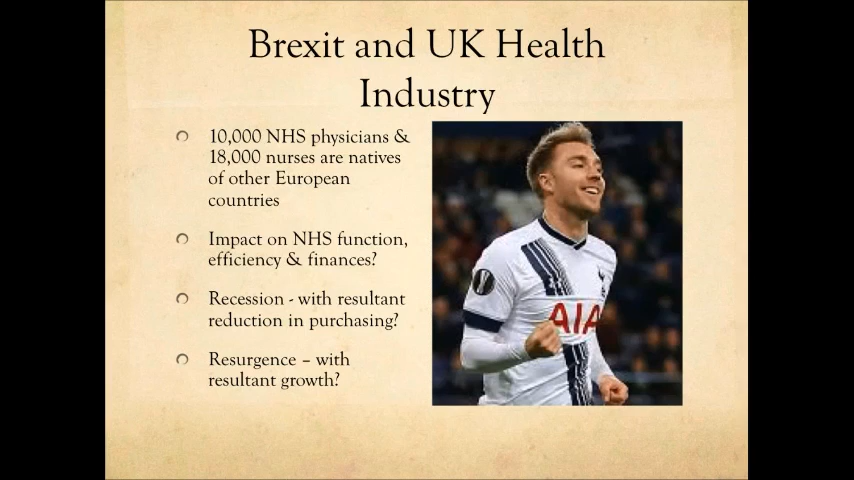 Brexit and UK Health
Industry
10,000 NHS physicians &
18,000 nurses are natives
of other European
countries
Impact on NHS function,
efficiency & finances?
Recession - with resultant
reduction in purchasing?
Resurgence – with
resultant growth?
AIA